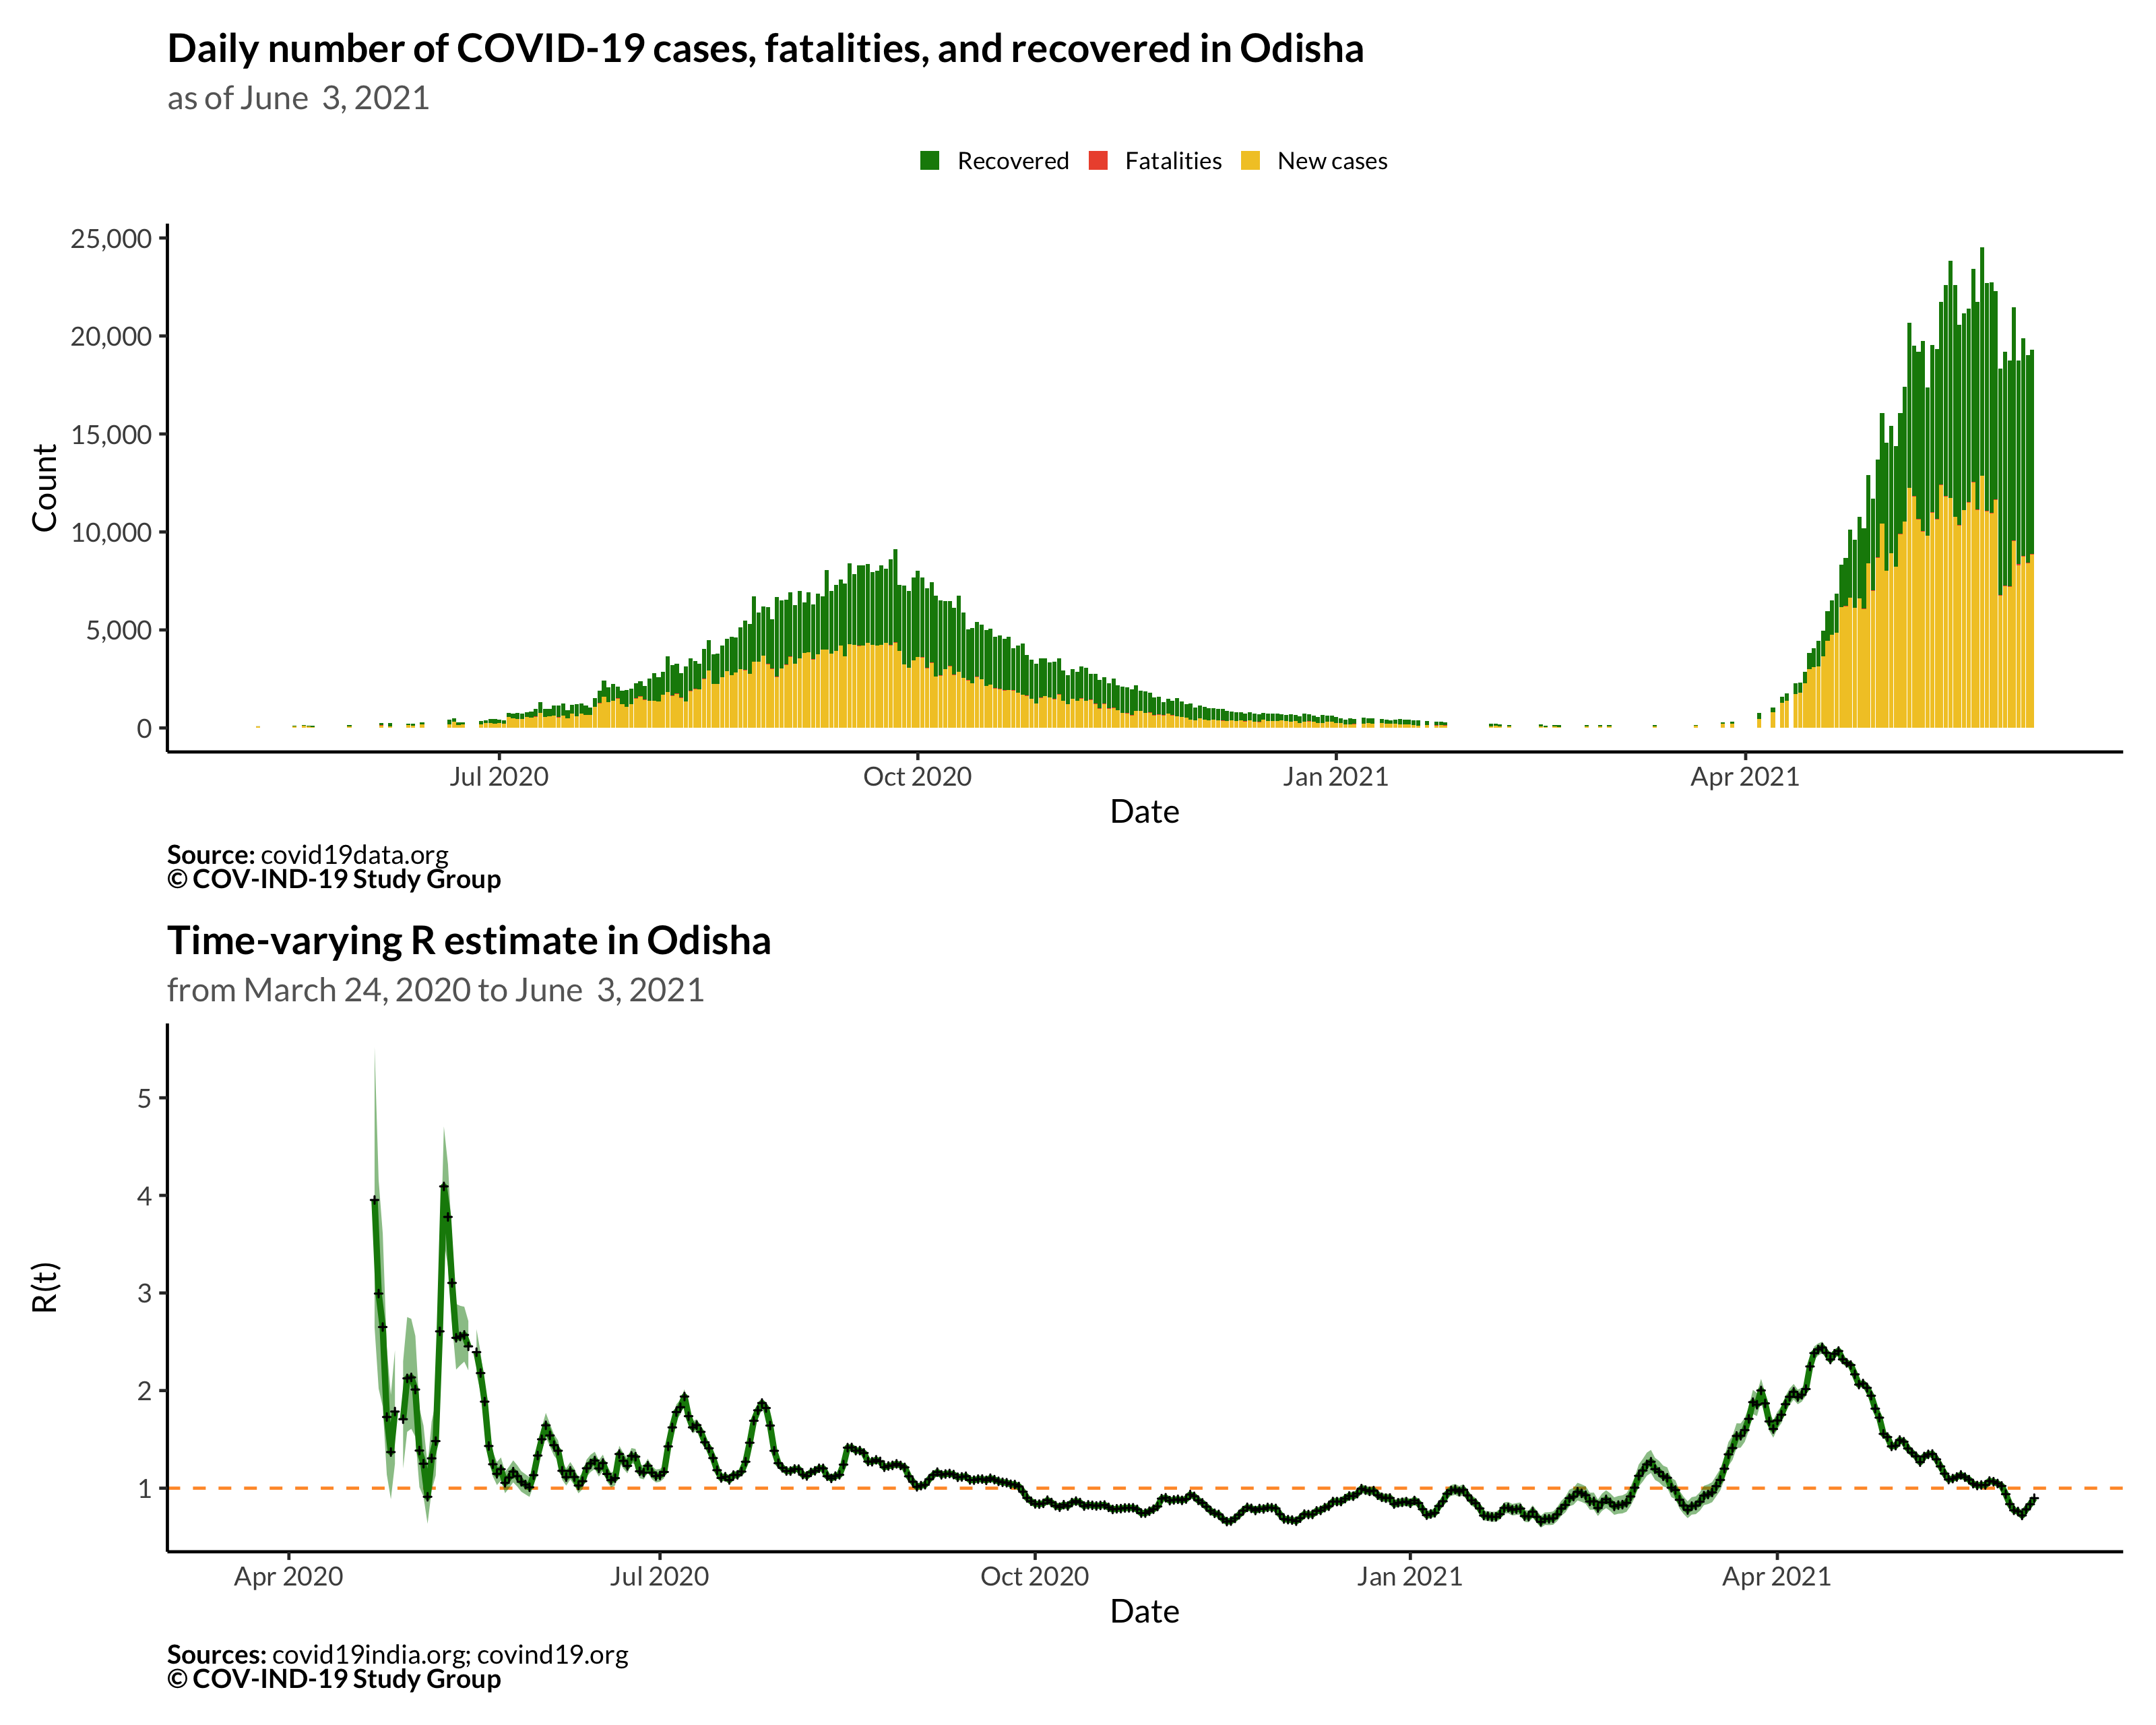 Daily number of COVID-19 cases, fatalities, and recovered in Odisha
as of June  3, 2021
Recovered Fatalities New cases
25,000
20,000
15,000
10,000
5,000
0
Count
Jul 2020 Oct 2020 Jan 2021 Apr 2021
Date
Source: covid19data.org
© COV-IND-19 Study Group
Time-varying R estimate in Odisha
from March 24, 2020 to June  3, 2021
5
4
3
2
1
R(t)
Apr 2020 Jul 2020 Oct 2020 Jan 2021 Apr 2021
Date
Sources: covid19india.org; covind19.org
© COV-IND-19 Study Group